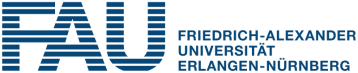 FAU FRIEDRICH-ALEXANDER
UNIVERSITÄT
ERLANGEN-NÜRNBERG